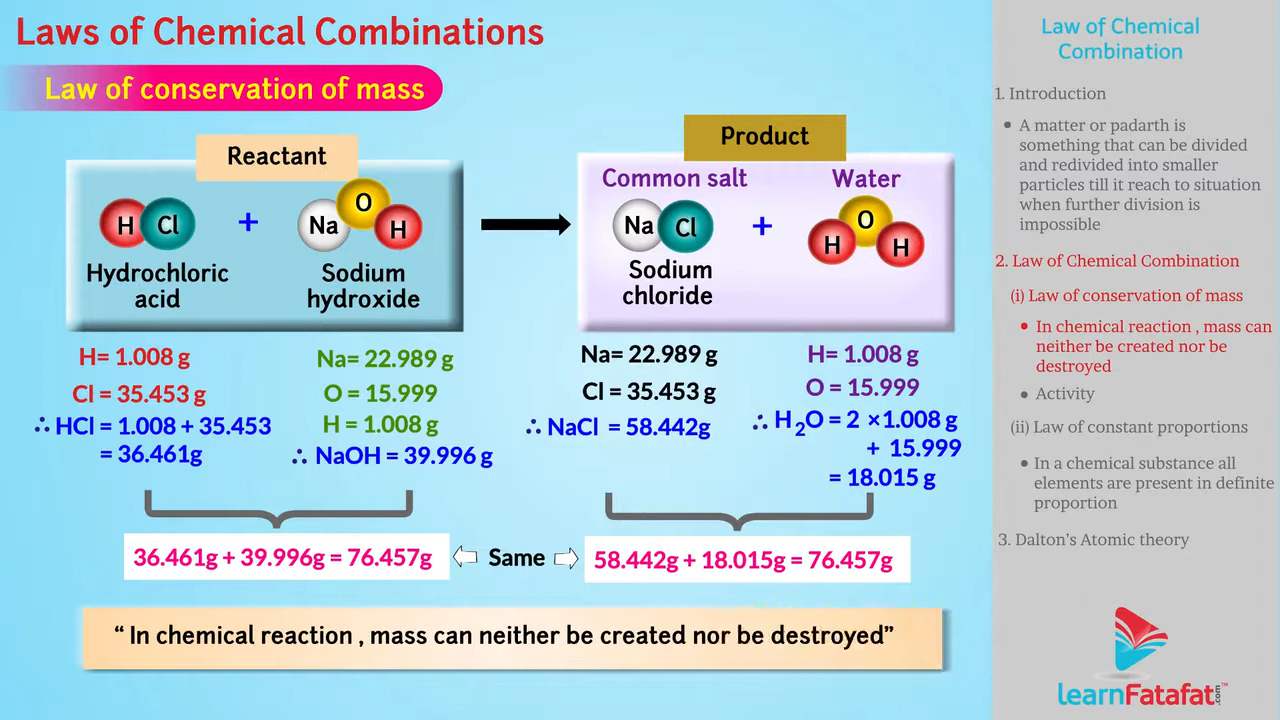 Laws of Chemical Combinations
Law of conservation of mass
Reactant
H Cl + Na O H
Hydrochloric
acid
Sodium
hydroxide
Product
Common salt
Water
Na Cl + H O H
Sodium
chloride
H= 1.008 g
Cl = 35.453 g
∴ HCl = 1.008 + 35.453
= 36.461g
Na= 22.989 g
O = 15.999
H = 1.008 g
∴ NaOH = 39.996 g
Na= 22.989 g
Cl = 35.453 g
∴ NaCl = 58.442g
H= 1.008 g
O = 15.999
∴ H2O = 2 ×1.008 g
+ 15.999
= 18.015 g
36.461g + 39.996g = 76.457g
Same
58.442g + 18.015g = 76.457g
“ In chemical reaction , mass can neither be created nor be destroyed”
Law of Chemical
Combination
1. Introduction
• A matter or padarth is
something that can be divided
and redivided into smaller
particles till it reach to situation
when further division is
impossible
2. Law of Chemical Combination
(i) Law of conservation of mass
• In chemical reaction , mass can
neither be created nor be
destroyed
• Activity
(ii) Law of constant proportions
• In a chemical substance all
elements are present in definite
proportion
3. Dalton's Atomic theory
learnFatafat.com™